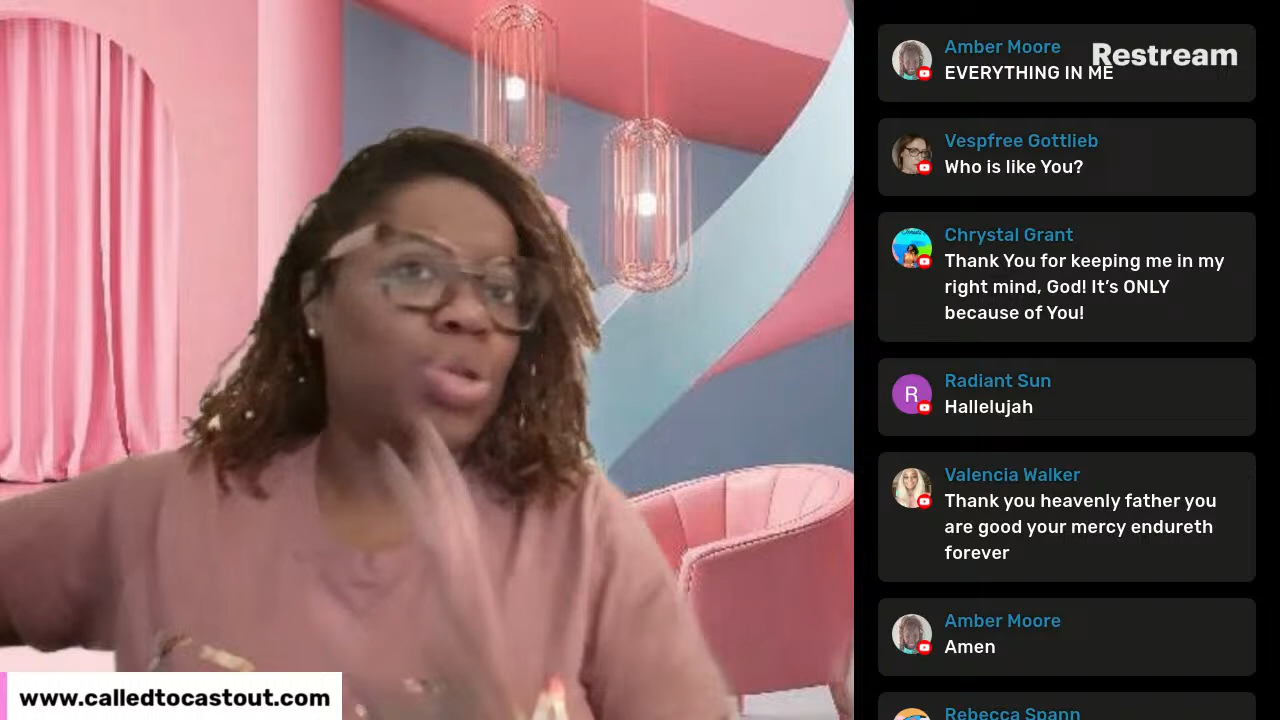 Amber Moore
Restream
EVERYTHING IN ME
Vespfree Gottlieb
Who is like You?
Chrystal Grant
Thank You for keeping me in my
right mind, God! It's ONLY
because of You!
R
Radiant Sun
Hallelujah
Valencia Walker
Thank you heavenly father you
are good your mercy endureth
forever
Amber Moore
Amen
Rebecca Spann
www.calledtocastout.com